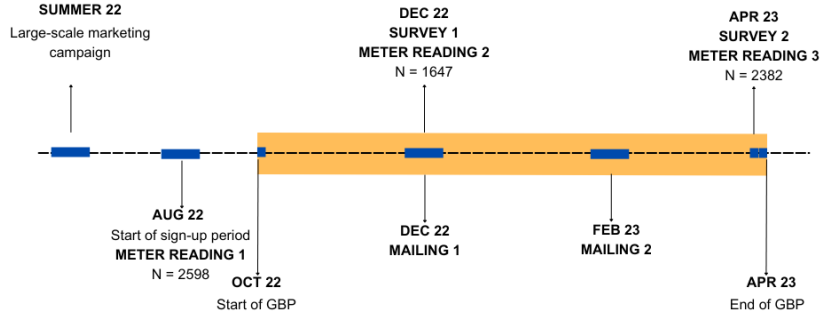 SUMMER 22
Large-scale marketing
campaign
DEC 22
SURVEY 1
METER READING 2
N = 1647
APR 23
SURVEY 2
METER READING 3
N = 2382
AUG 22
Start of sign-up period
METER READING 1
N = 2598
OCT 22
Start of GBP
DEC 22
MAILING 1
FEB 23
MAILING 2
APR 23
End of GBP